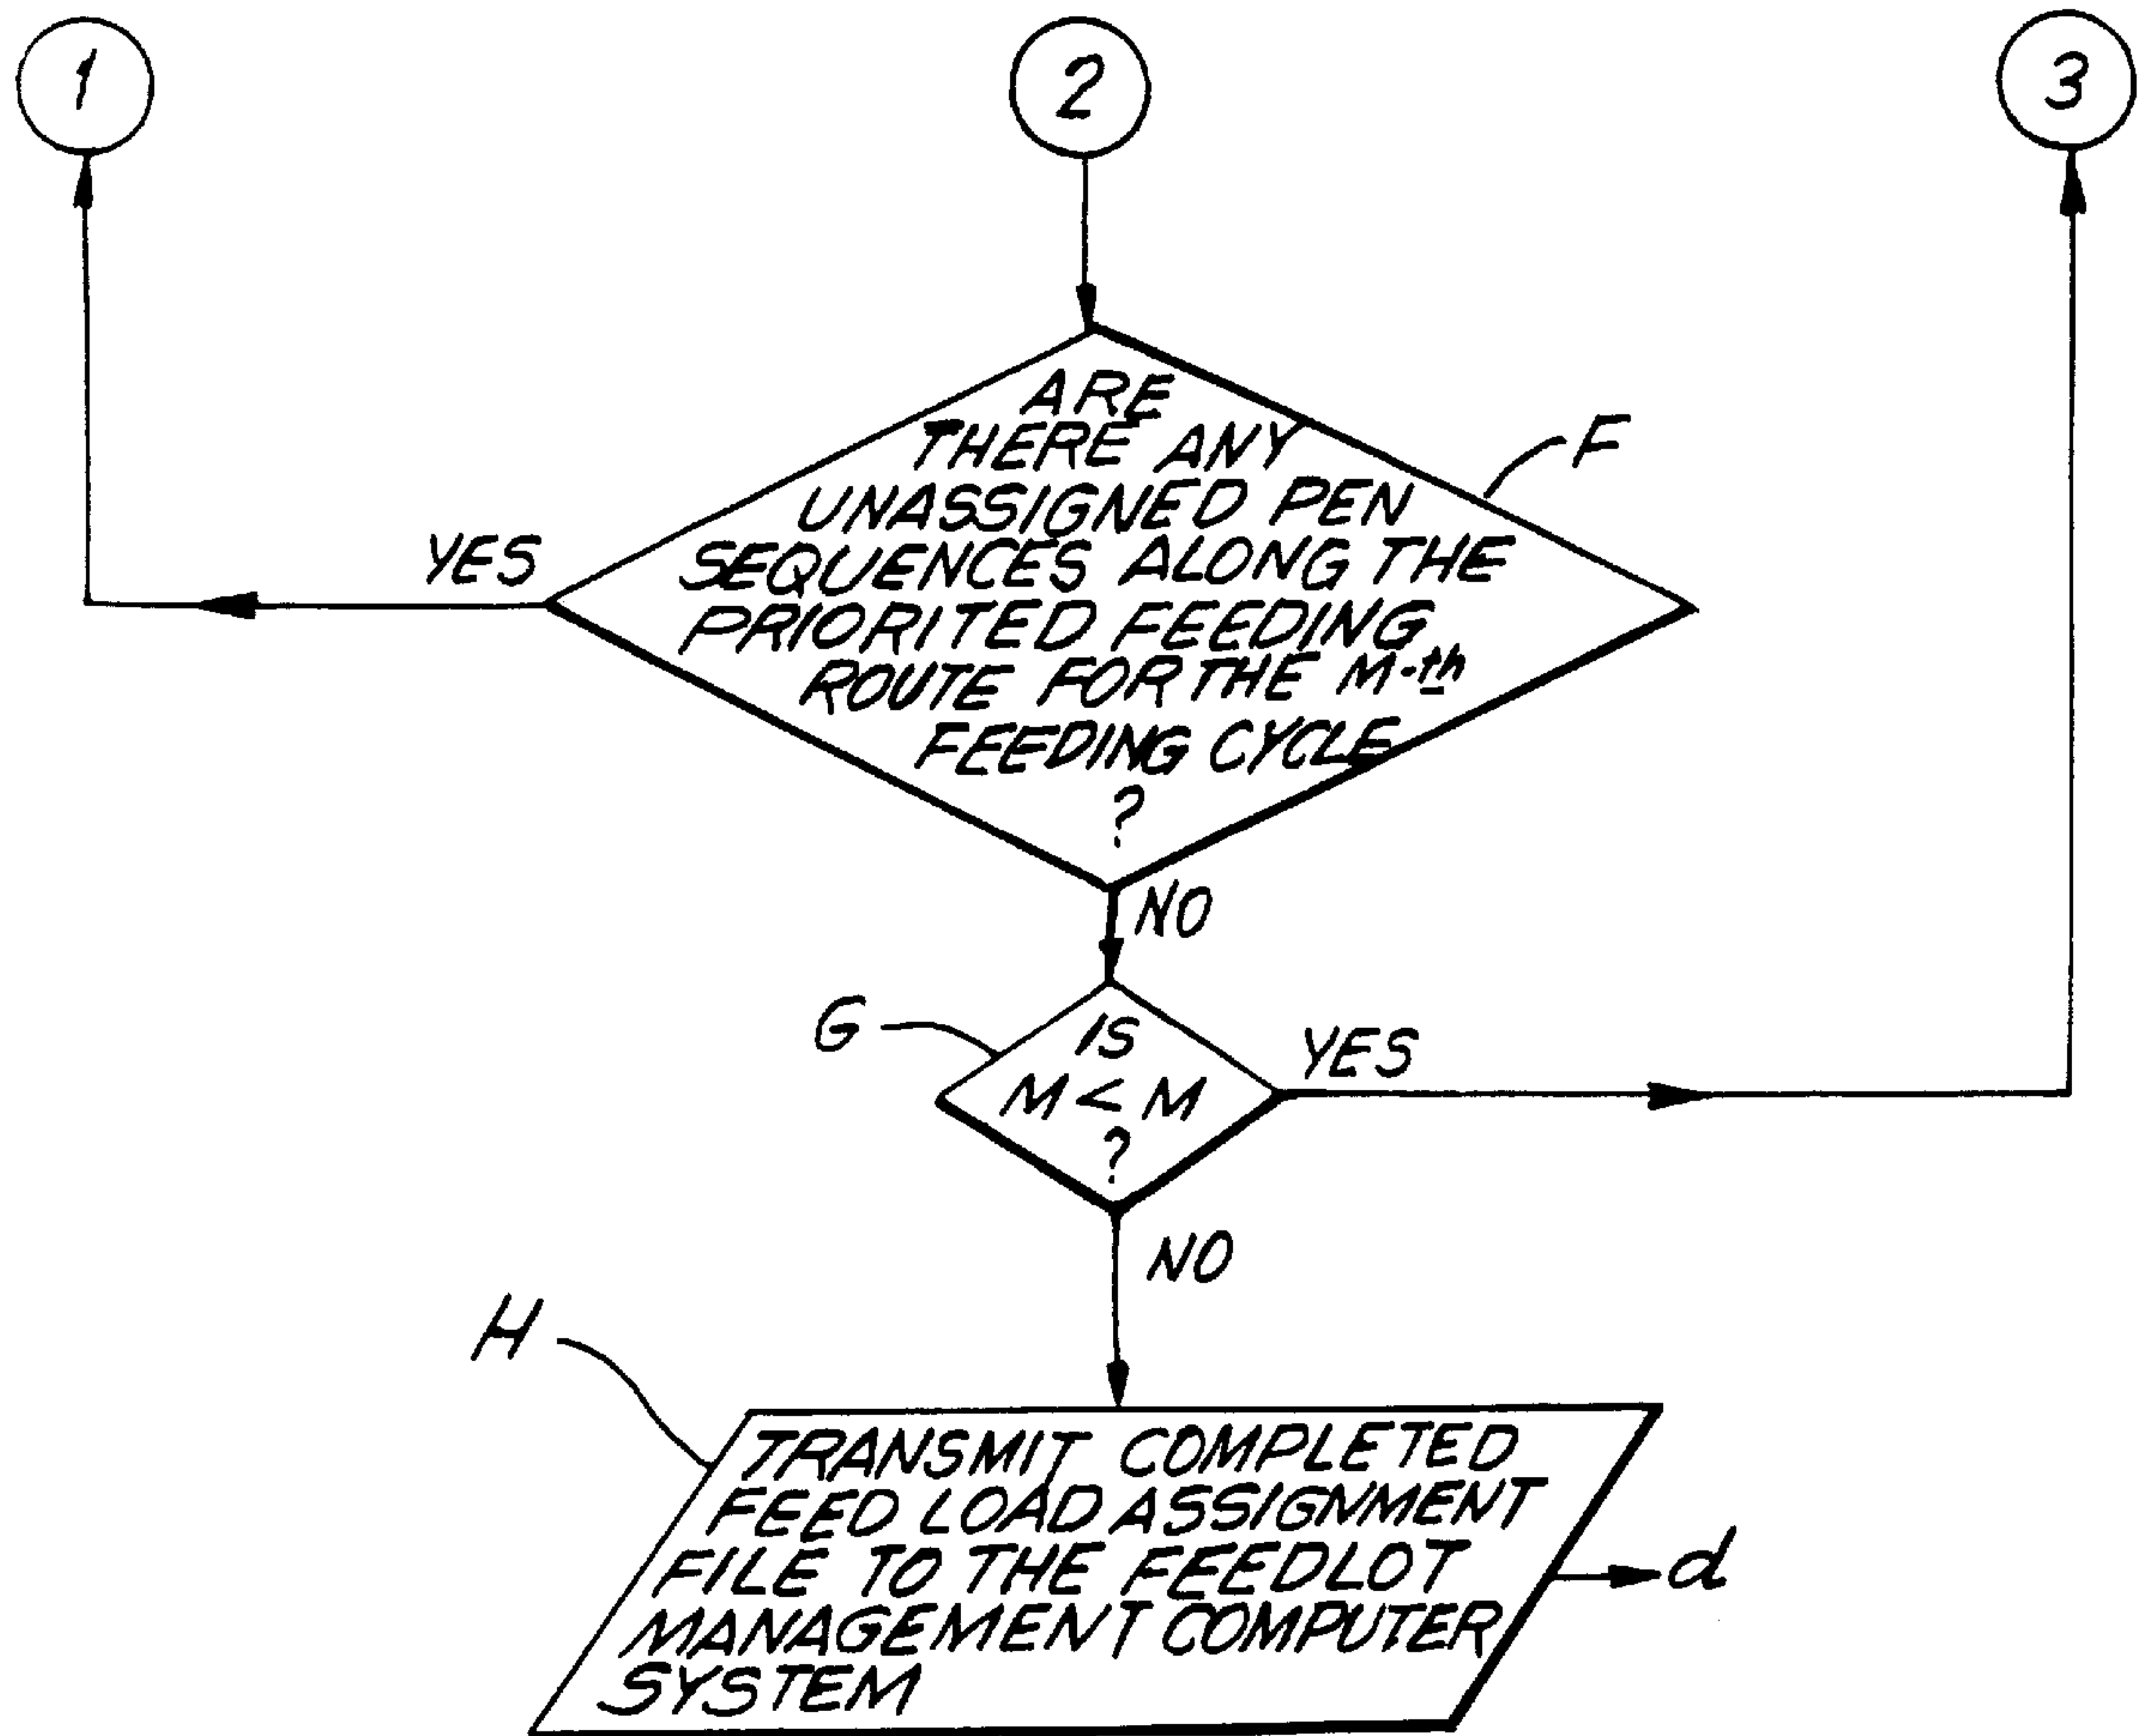 1
2
3
ARE
THERE ANY
UNASSIGNED PEN
SEQUENCES ALONG THE
PRIORITED FEEDING
ROUTE FOR THE M-th
FEEDING CYCLE
?
F
YES
NO
G
IS
M < M
?
YES
NO
H
TRANSMIT COMPLETED
FEED LOAD ASSIGNMENT
FILE TO THE FEEDLOT
MANAGEMENT COMPUTER
SYSTEM
d